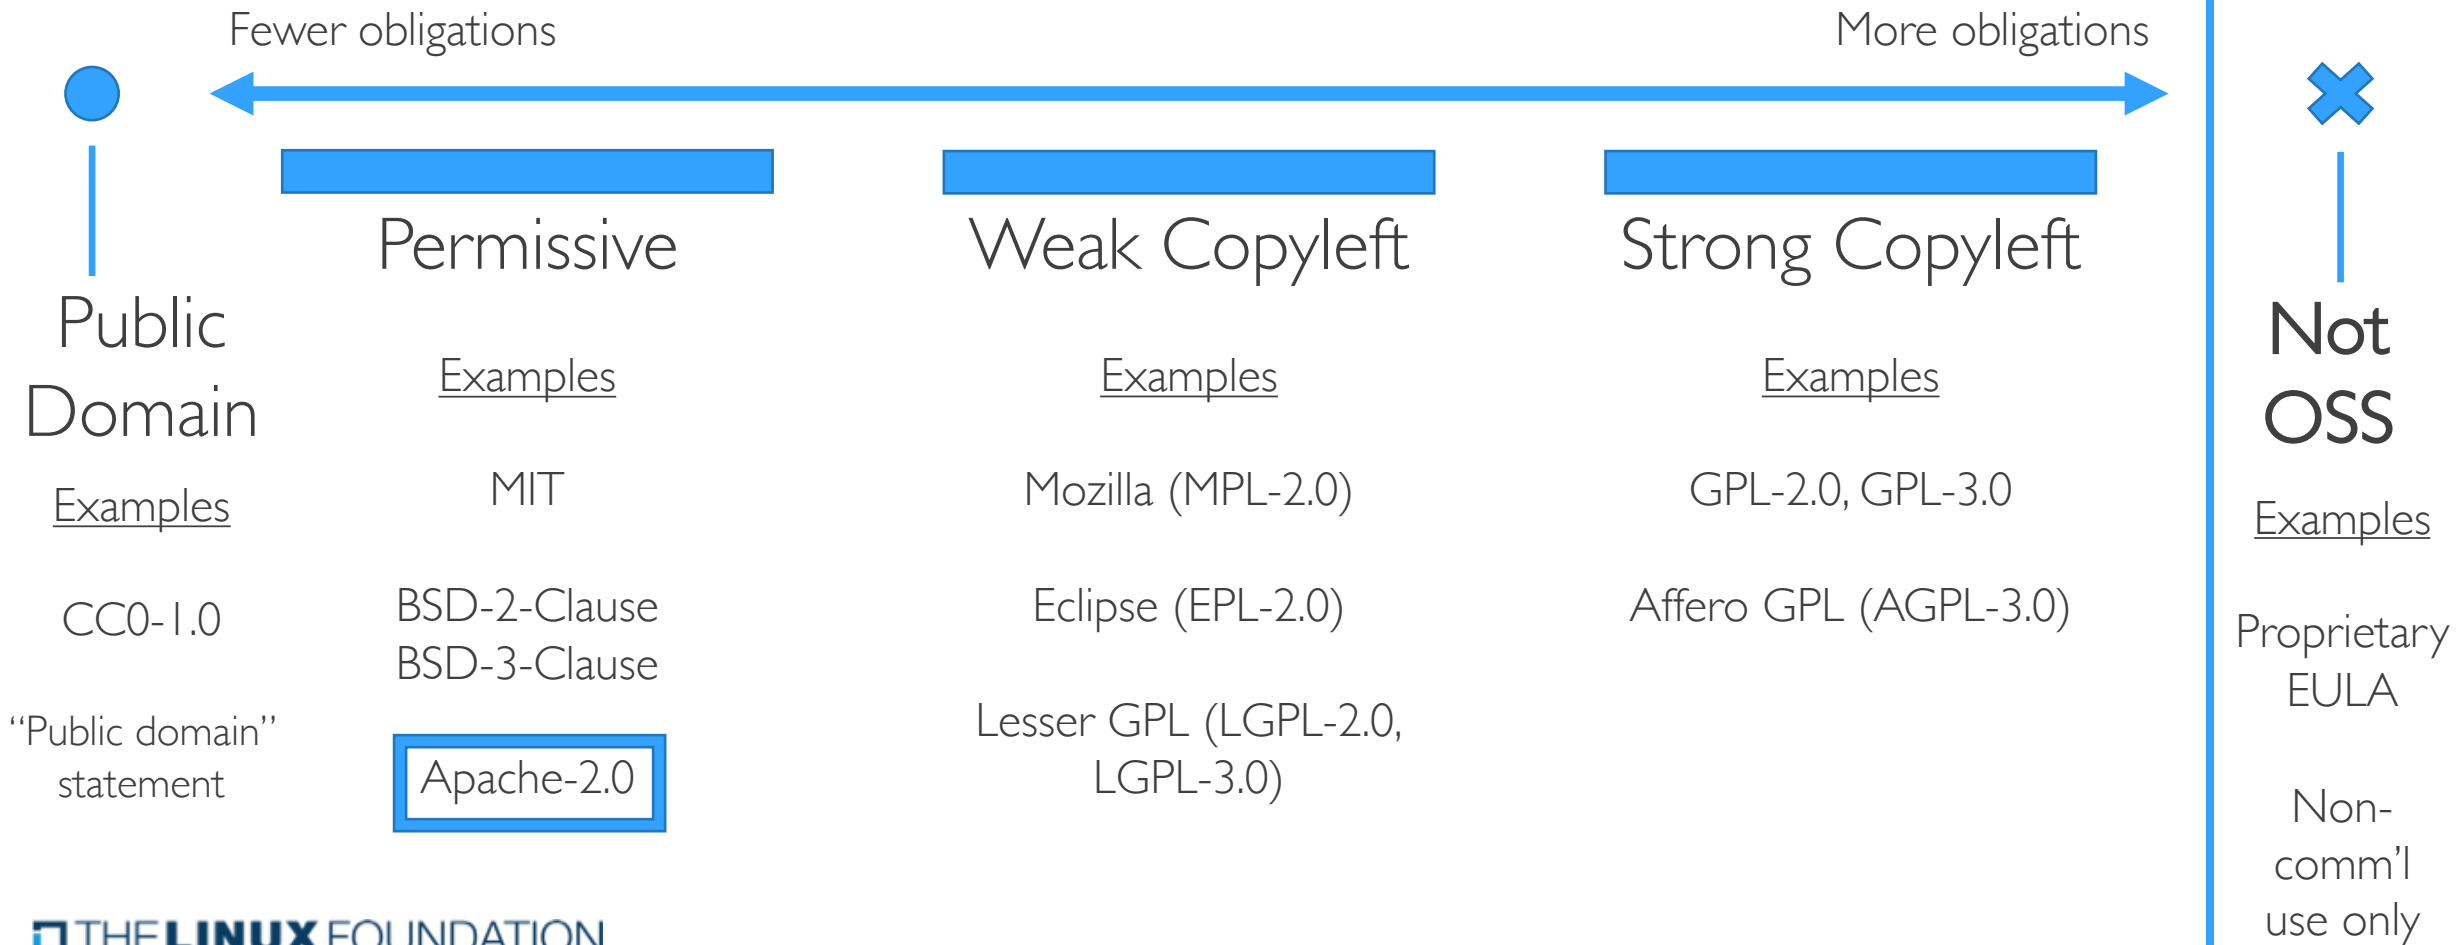 Fewer obligations
More obligations
Public
Domain
Examples
CC0-1.0
“Public domain”
statement
Permissive
Examples
MIT
BSD-2-Clause
BSD-3-Clause
Apache-2.0
Weak Copyleft
Examples
Mozilla (MPL-2.0)
Eclipse (EPL-2.0)
Lesser GPL (LGPL-2.0,
LGPL-3.0)
Strong Copyleft
Examples
GPL-2.0, GPL-3.0
Affero GPL (AGPL-3.0)
Not
OSS
Examples
Proprietary
EULA
Non-
comm’l
use only
THE LINUX FOUNDATION